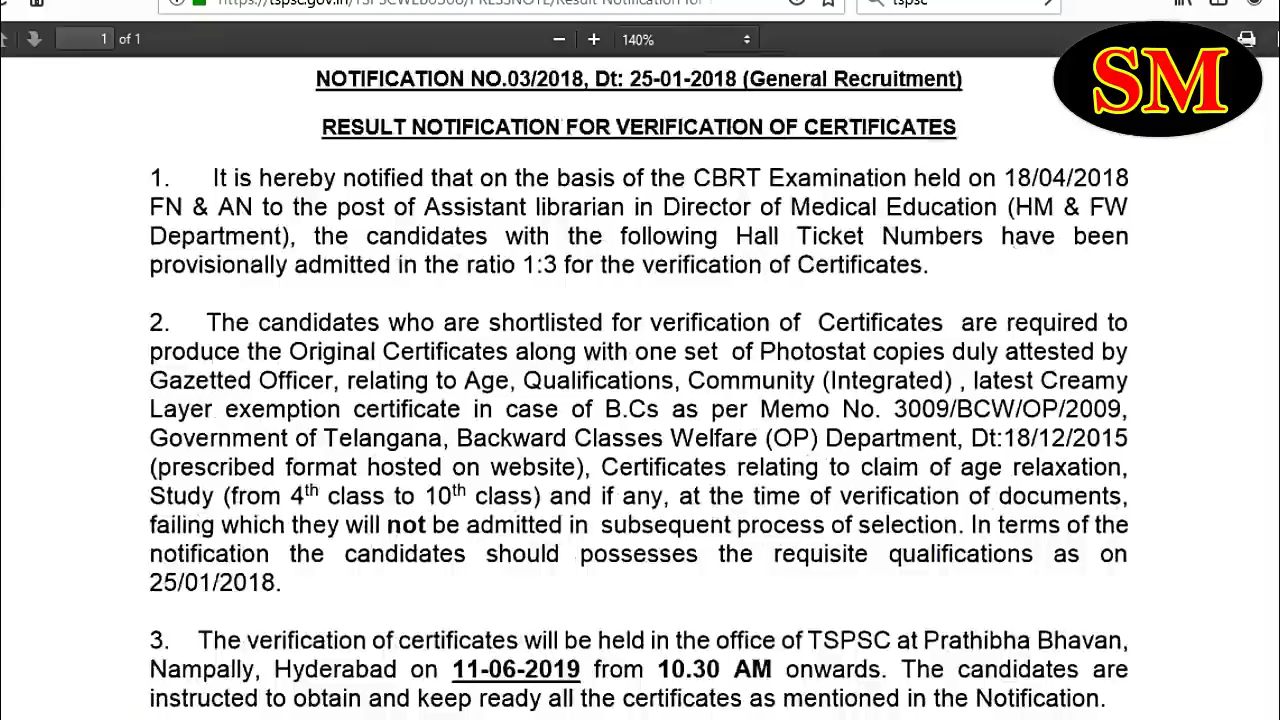 https://tspsc.gov.in/TSPSCWEB0508/PRESSNOTE/Result Notification for
tspsc
1 of 1
140%
SM
NOTIFICATION NO.03/2018, Dt: 25-01-2018 (General Recruitment)
RESULT NOTIFICATION FOR VERIFICATION OF CERTIFICATES
1. It is hereby notified that on the basis of the CBRT Examination held on 18/04/2018
FN & AN to the post of Assistant librarian in Director of Medical Education (HM & FW
Department), the candidates with the following Hall Ticket Numbers have been
provisionally admitted in the ratio 1:3 for the verification of Certificates.
2. The candidates who are shortlisted for verification of Certificates are required to
produce the Original Certificates along with one set of Photostat copies duly attested by
Gazetted Officer, relating to Age, Qualifications, Community (Integrated) , latest Creamy
Layer exemption certificate in case of B.Cs as per Memo No. 3009/BCW/OP/2009,
Government of Telangana, Backward Classes Welfare (OP) Department, Dt:18/12/2015
(prescribed format hosted on website), Certificates relating to claim of age relaxation,
Study (from 4th class to 10th class) and if any, at the time of verification of documents,
failing which they will not be admitted in subsequent process of selection. In terms of the
notification the candidates should possesses the requisite qualifications as on
25/01/2018.
3. The verification of certificates will be held in the office of TSPSC at Prathibha Bhavan,
Nampally, Hyderabad on 11-06-2019 from 10.30 AM onwards. The candidates are
instructed to obtain and keep ready all the certificates as mentioned in the Notification.